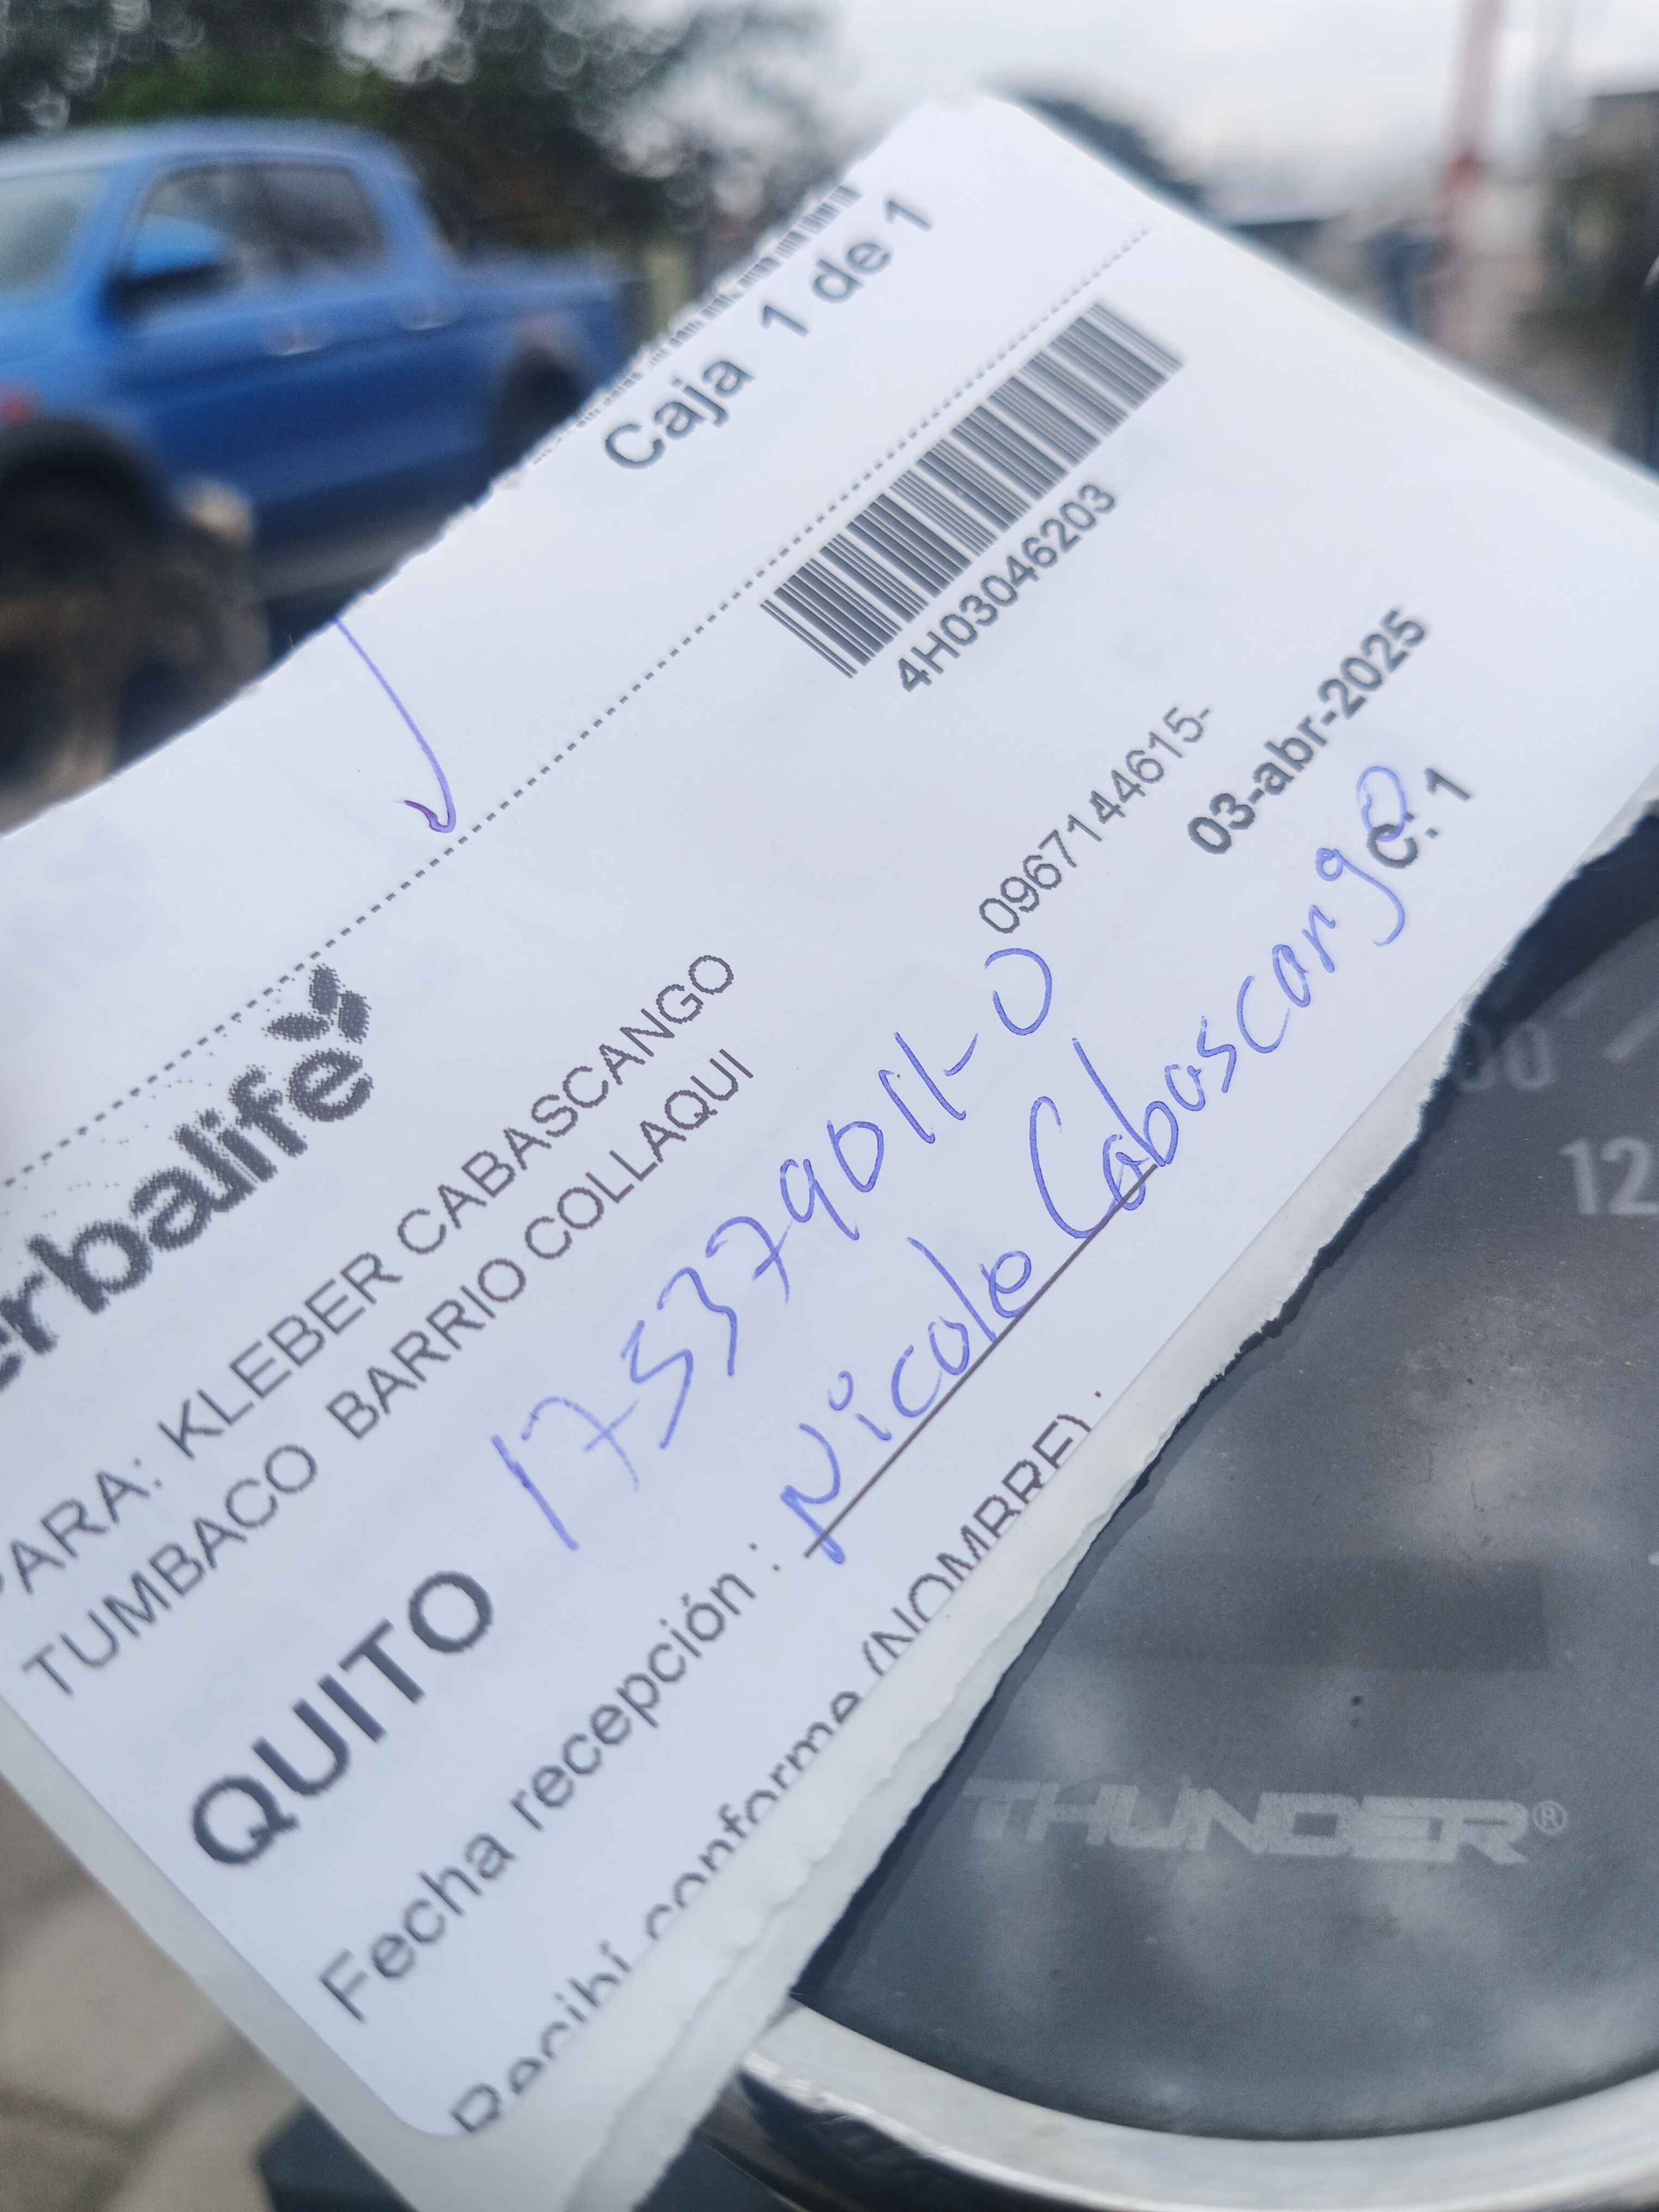 Caja 1 de 1
4H03046203
erbalife
PARA: KLEBER CABASCANGO
0967144615-
TUMBACO BARRIO COLLAQUI
03-abr-2025
QUITO
175379011-0
C. 1
Fecha recepción :
Nicole Cabascango
Recibí conforme (NOMBRE) :
12
THUNDER®